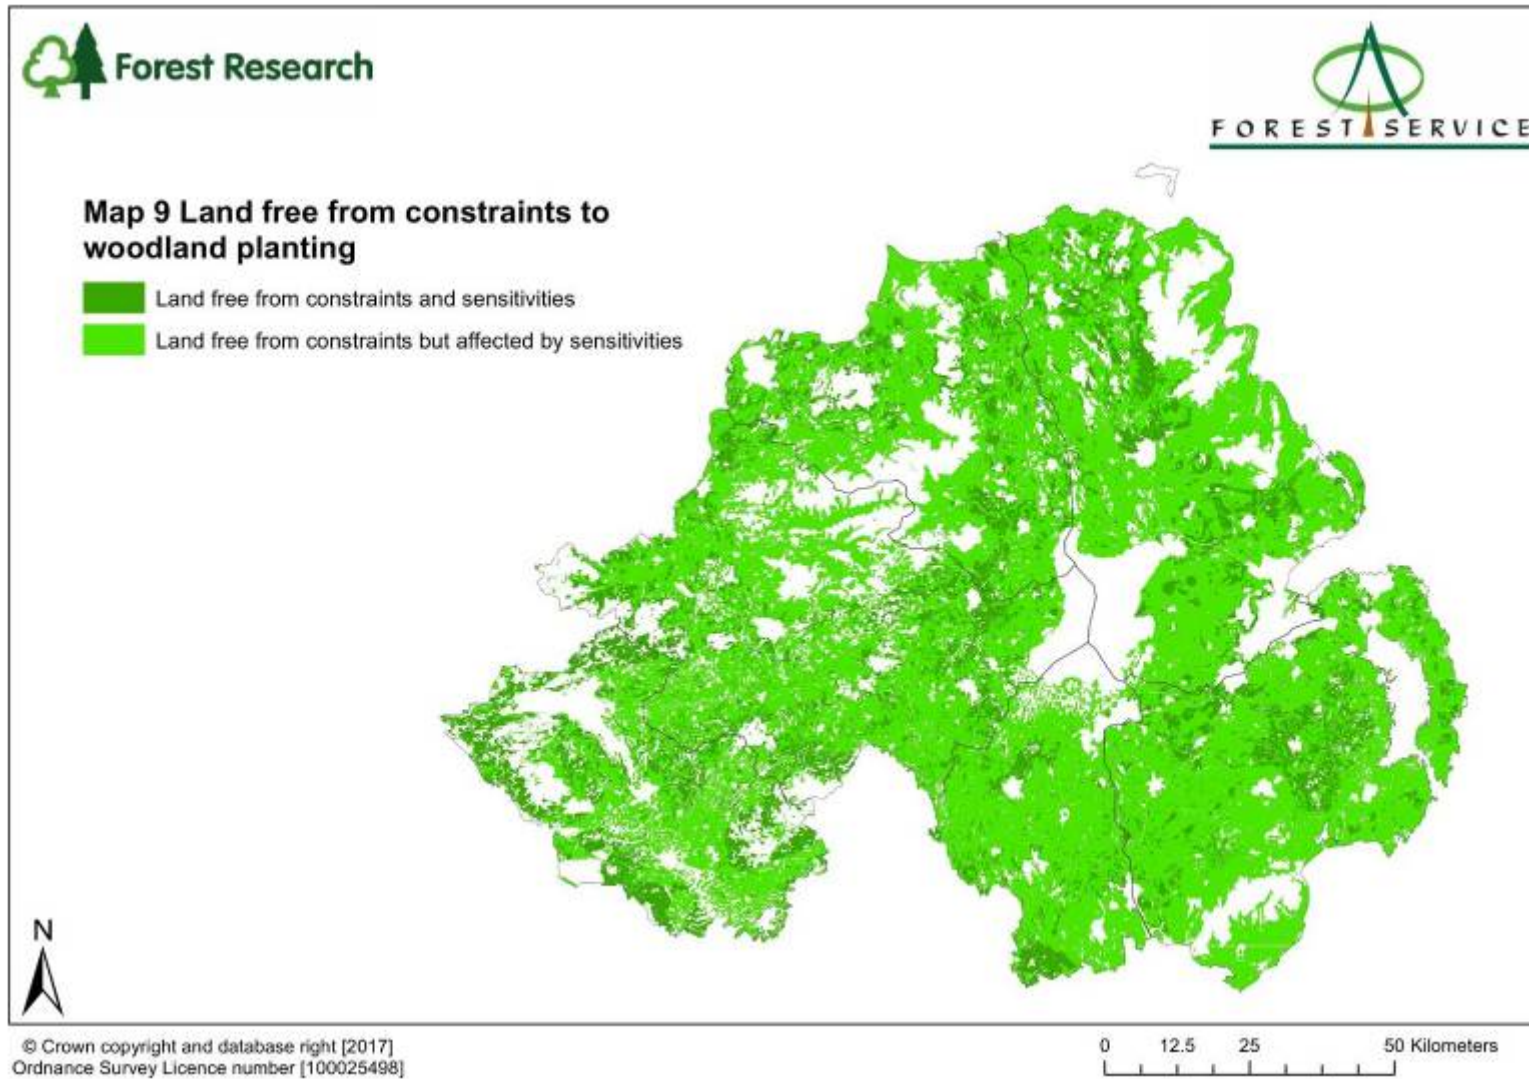 Forest Research
FOREST SERVICE
Map 9 Land free from constraints to
woodland planting
Land free from constraints and sensitivities
Land free from constraints but affected by sensitivities
N
© Crown copyright and database right [2017]
Ordnance Survey Licence number [100025498]
0 12.5 25 50 Kilometers